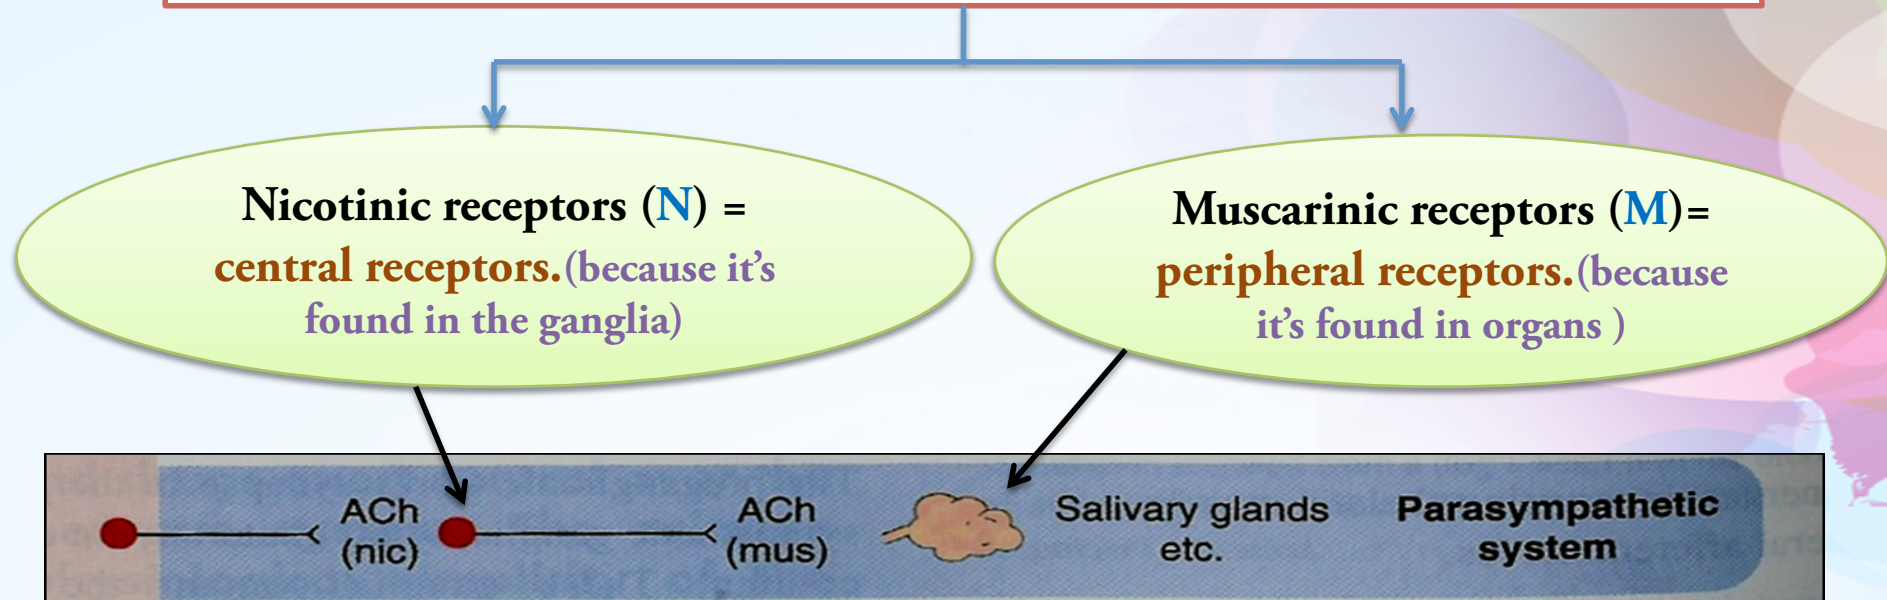 Nicotinic receptors (N) =
central receptors.(because it's
found in the ganglia)
Muscarinic receptors (M)=
peripheral receptors.(because
it's found in organs )
ACh
(nic)
ACh
(mus)
Salivary glands
etc.
Parasympathetic
system